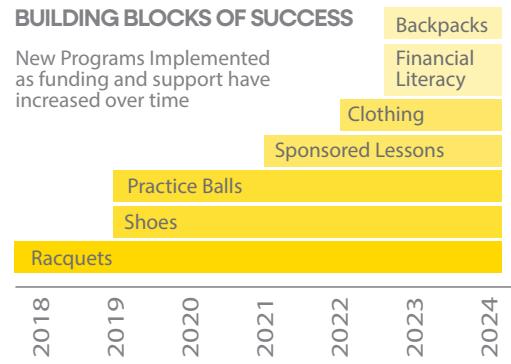 BUILDING BLOCKS OF SUCCESS
New Programs Implemented
as funding and support have
increased over time
Backpacks
Financial
Literacy
Clothing
Sponsored Lessons
Practice Balls
Shoes
Racquets
2018
2019
2020
2021
2022
2023
2024